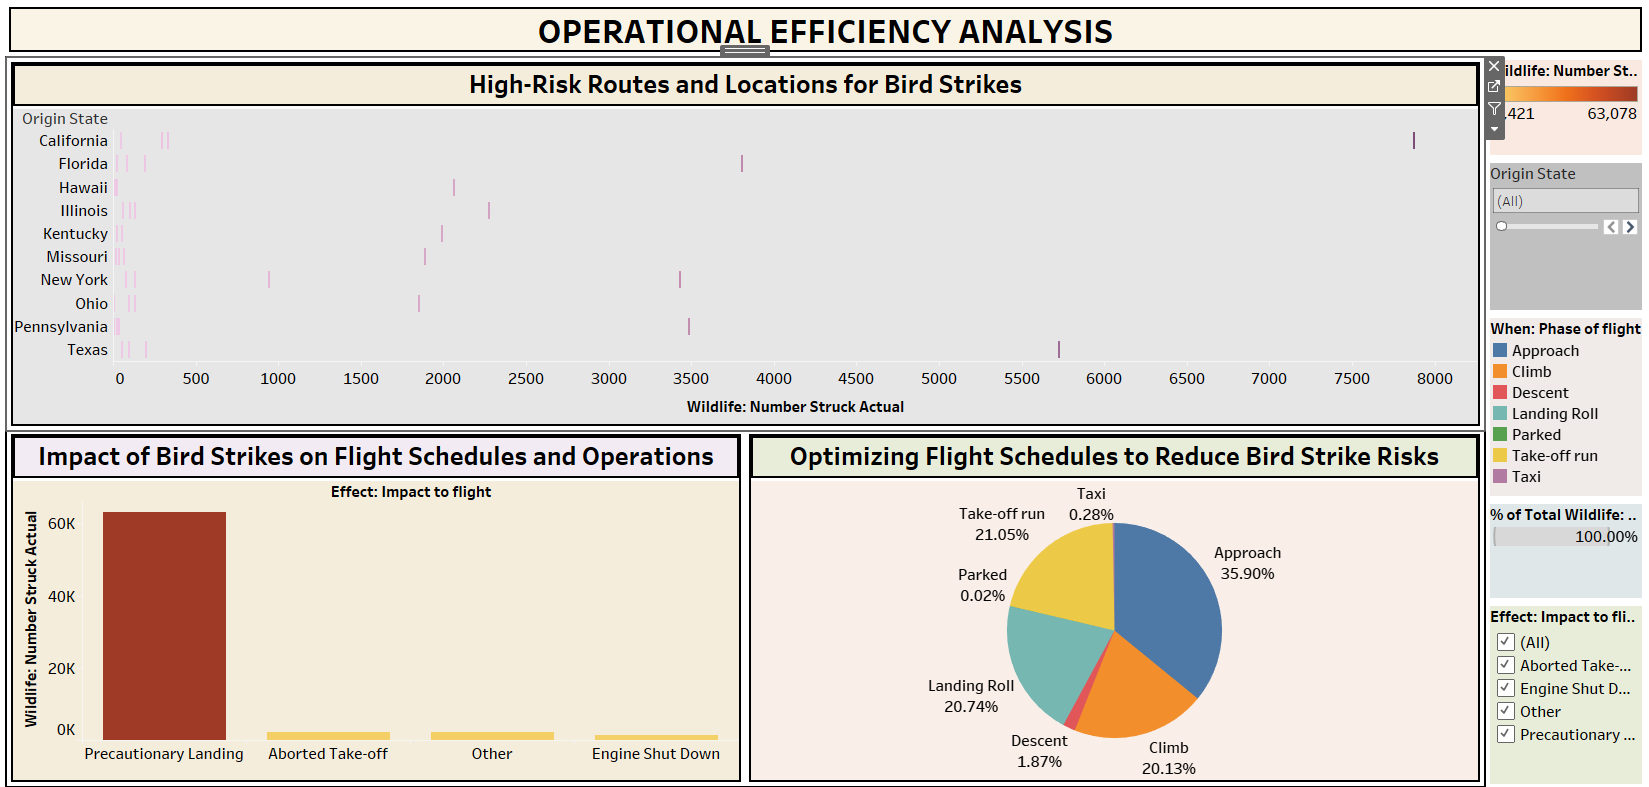 OPERATIONAL EFFICIENCY ANALYSIS
High-Risk Routes and Locations for Bird Strikes
Origin State
California
Florida
Hawaii
Illinois
Kentucky
Missouri
New York
Ohio
Pennsylvania
Texas
0 500 1000 1500 2000 2500 3000 3500 4000 4500 5000 5500 6000 6500 7000 7500 8000
Wildlife: Number Struck Actual
Impact of Bird Strikes on Flight Schedules and Operations
Effect: Impact to flight
Wildlife: Number Struck Actual
60K
40K
20K
0K
Precautionary Landing Aborted Take-off Other Engine Shut Down
Optimizing Flight Schedules to Reduce Bird Strike Risks
Taxi
0.28%
Take-off run
21.05%
Approach
35.90%
Parked
0.02%
Landing Roll
20.74%
Descent
1.87%
Climb
20.13%
ildlife: Number St..
,421 63,078
Origin State
(All)
When: Phase of flight
Approach
Climb
Descent
Landing Roll
Parked
Take-off run
Taxi
% of Total Wildlife: ..
100.00%
Effect: Impact to fli..
(All)
Aborted Take-...
Engine Shut D...
Other
Precautionary ...